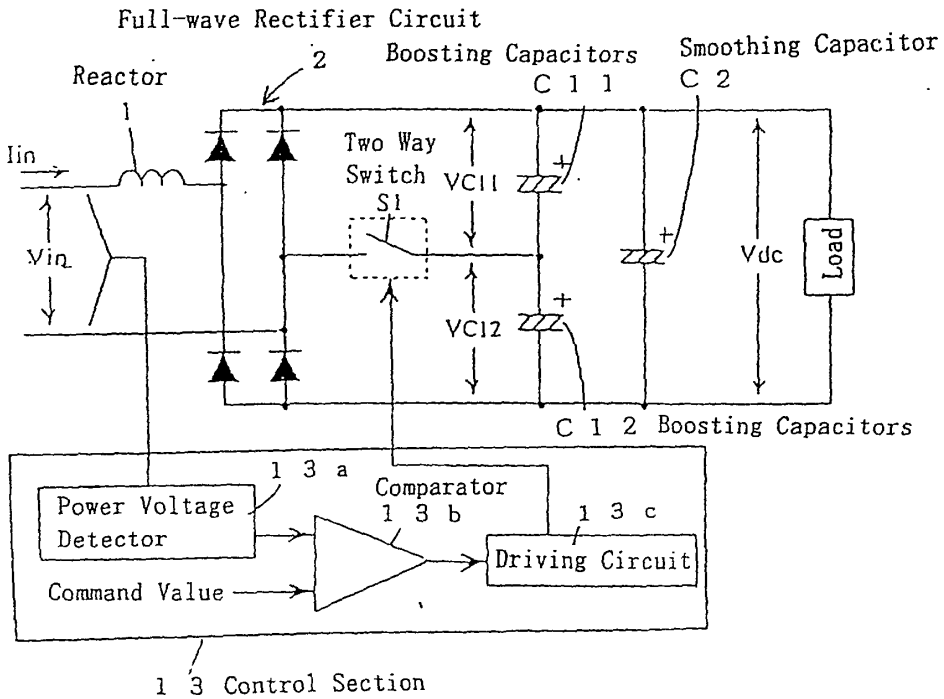 Full-wave Rectifier Circuit
2
Boosting Capacitors
C 1 1
Smoothing Capacitor
C 2
Reactor
1
Iin
Two Way
Switch
S1
VC11
+
+
Vin
Vdc
Load
VC12
+
C 1 2 Boosting Capacitors
1 3 a
Power Voltage
Detector
Comparator
1 3 b
1 3 c
Driving Circuit
Command Value
1 3 Control Section